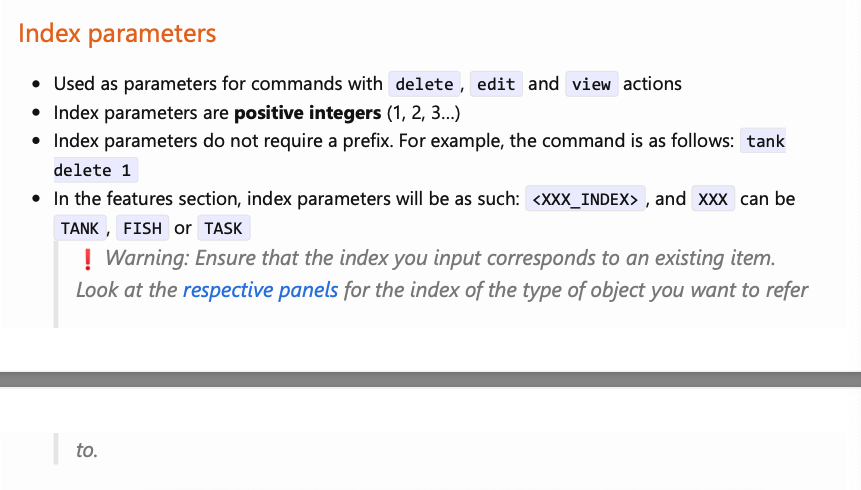 Index parameters
• Used as parameters for commands with delete, edit and view actions
• Index parameters are positive integers (1, 2, 3…)
• Index parameters do not require a prefix. For example, the command is as follows: tank
delete 1
• In the features section, index parameters will be as such: <XXX_INDEX>, and XXX can be
TANK, FISH or TASK
❗ Warning: Ensure that the index you input corresponds to an existing item.
Look at the respective panels for the index of the type of object you want to refer
to.